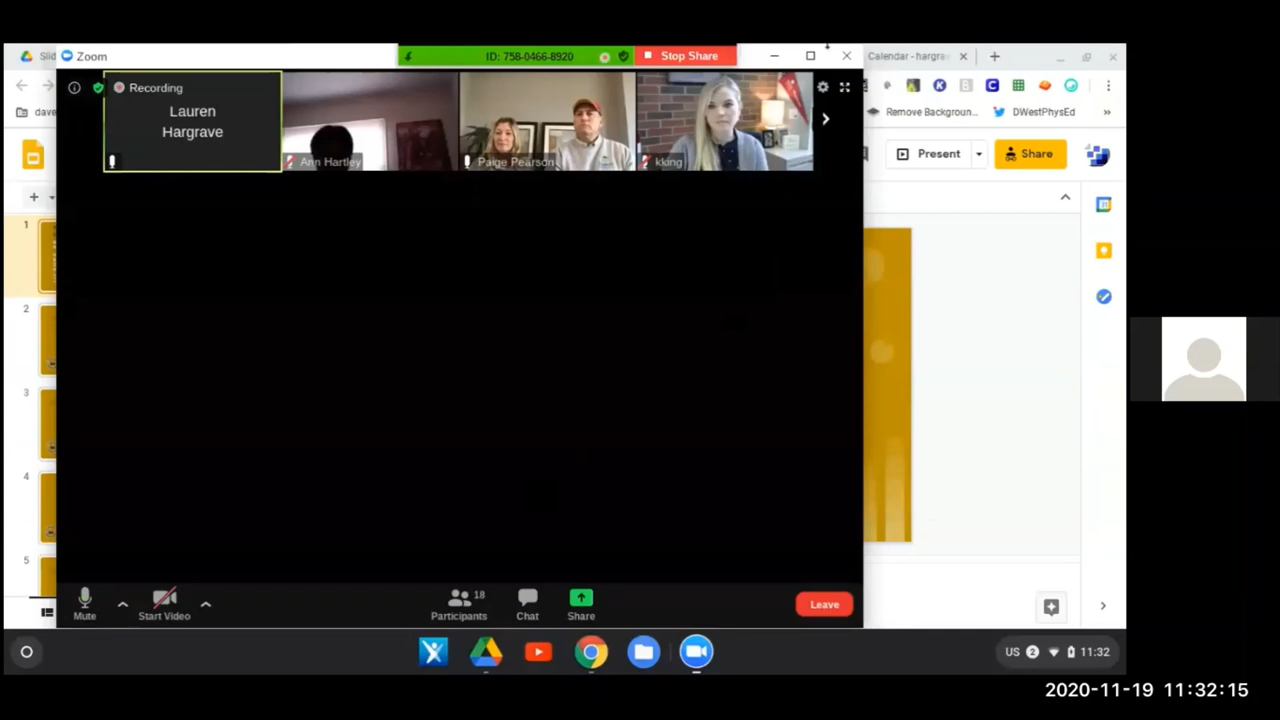 Slid
Zoom
ID: 758-0466-8920
Stop Share
Calendar - hargra
dave
Recording
Lauren
Hargrave
Ann Hartley
Paige Pearson
kking
Remove Backgroun...
DWestPhysEd
Present
Share
1
2
3
4
5
Mute
Start Video
Participants
18
Chat
Share
Leave
US
2
11:32
2020-11-19 11:32:15